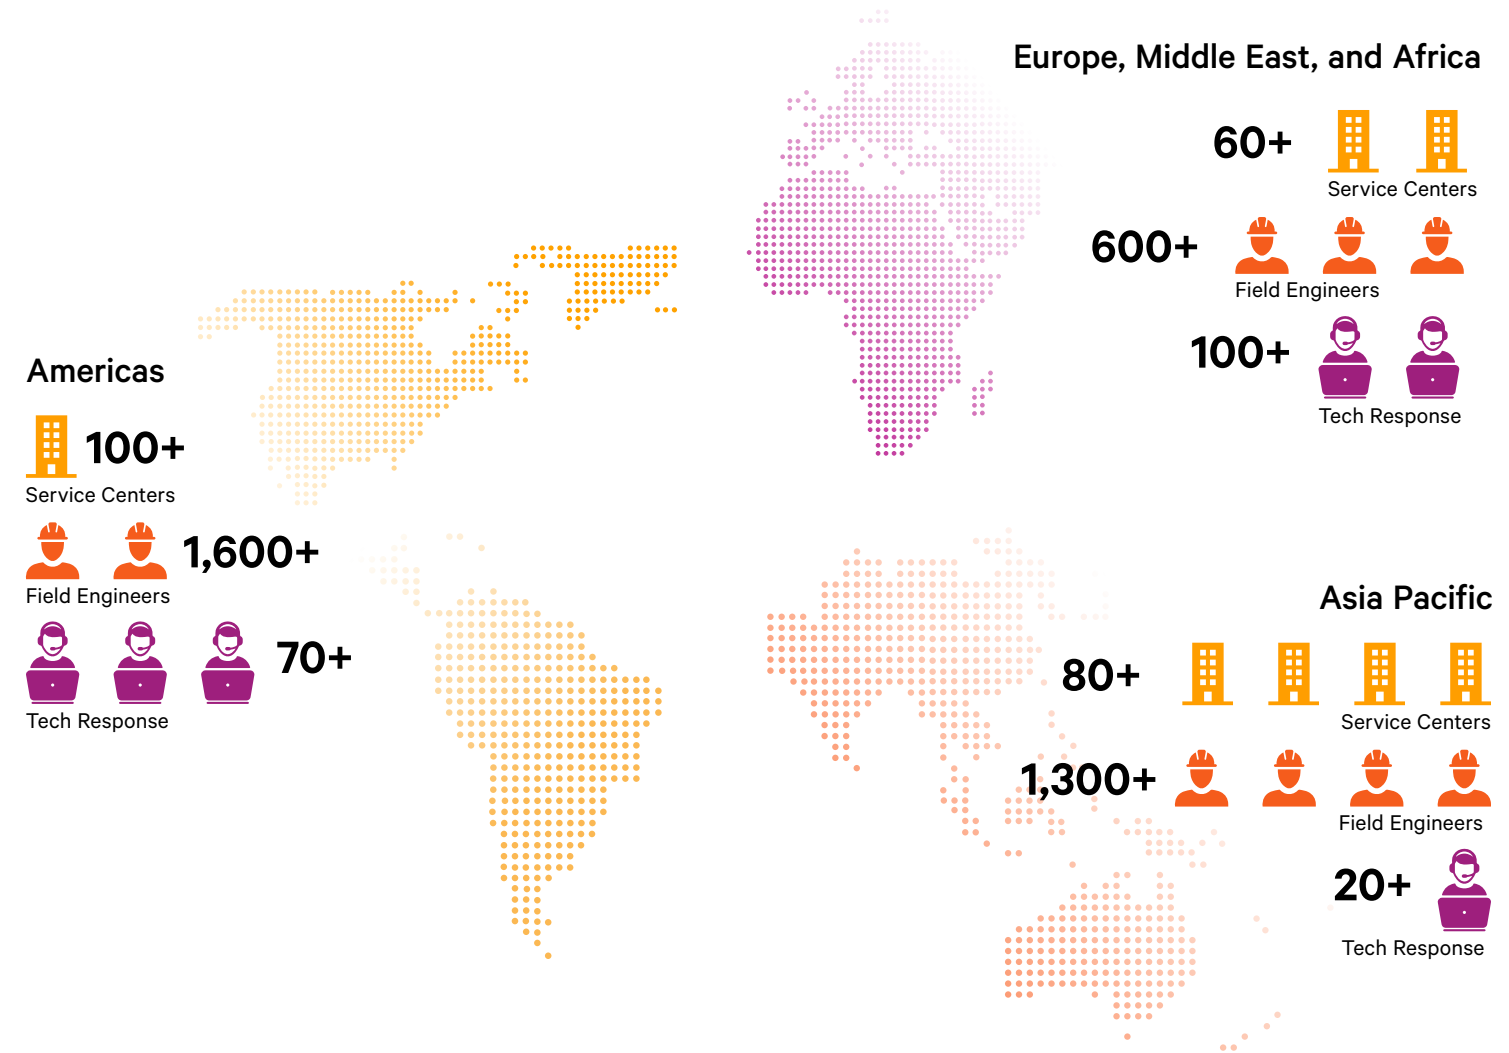 Europe, Middle East, and Africa
60+
Service Centers
600+
Field Engineers
100+
Tech Response
Americas
100+
Service Centers
1,600+
Field Engineers
70+
Tech Response
Asia Pacific
80+
Service Centers
1,300+
Field Engineers
20+
Tech Response